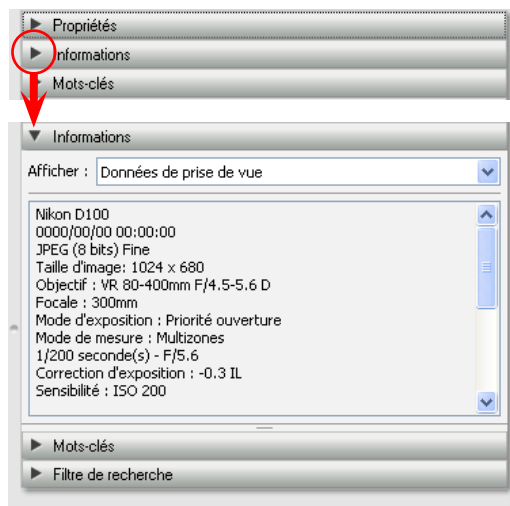 Propriétés
Informations
Mots-clés
Informations
Afficher : Données de prise de vue
Nikon D100
0000/00/00 00:00:00
JPEG (8 bits) Fine
Taille d'image: 1024 x 680
Objectif : VR 80-400mm F/4.5-5.6 D
Focale : 300mm
Mode d'exposition : Priorité ouverture
Mode de mesure : Multizones
1/200 seconde(s) - F/5.6
Correction d'exposition : -0.3 IL
Sensibilité : ISO 200
Mots-clés
Filtre de recherche